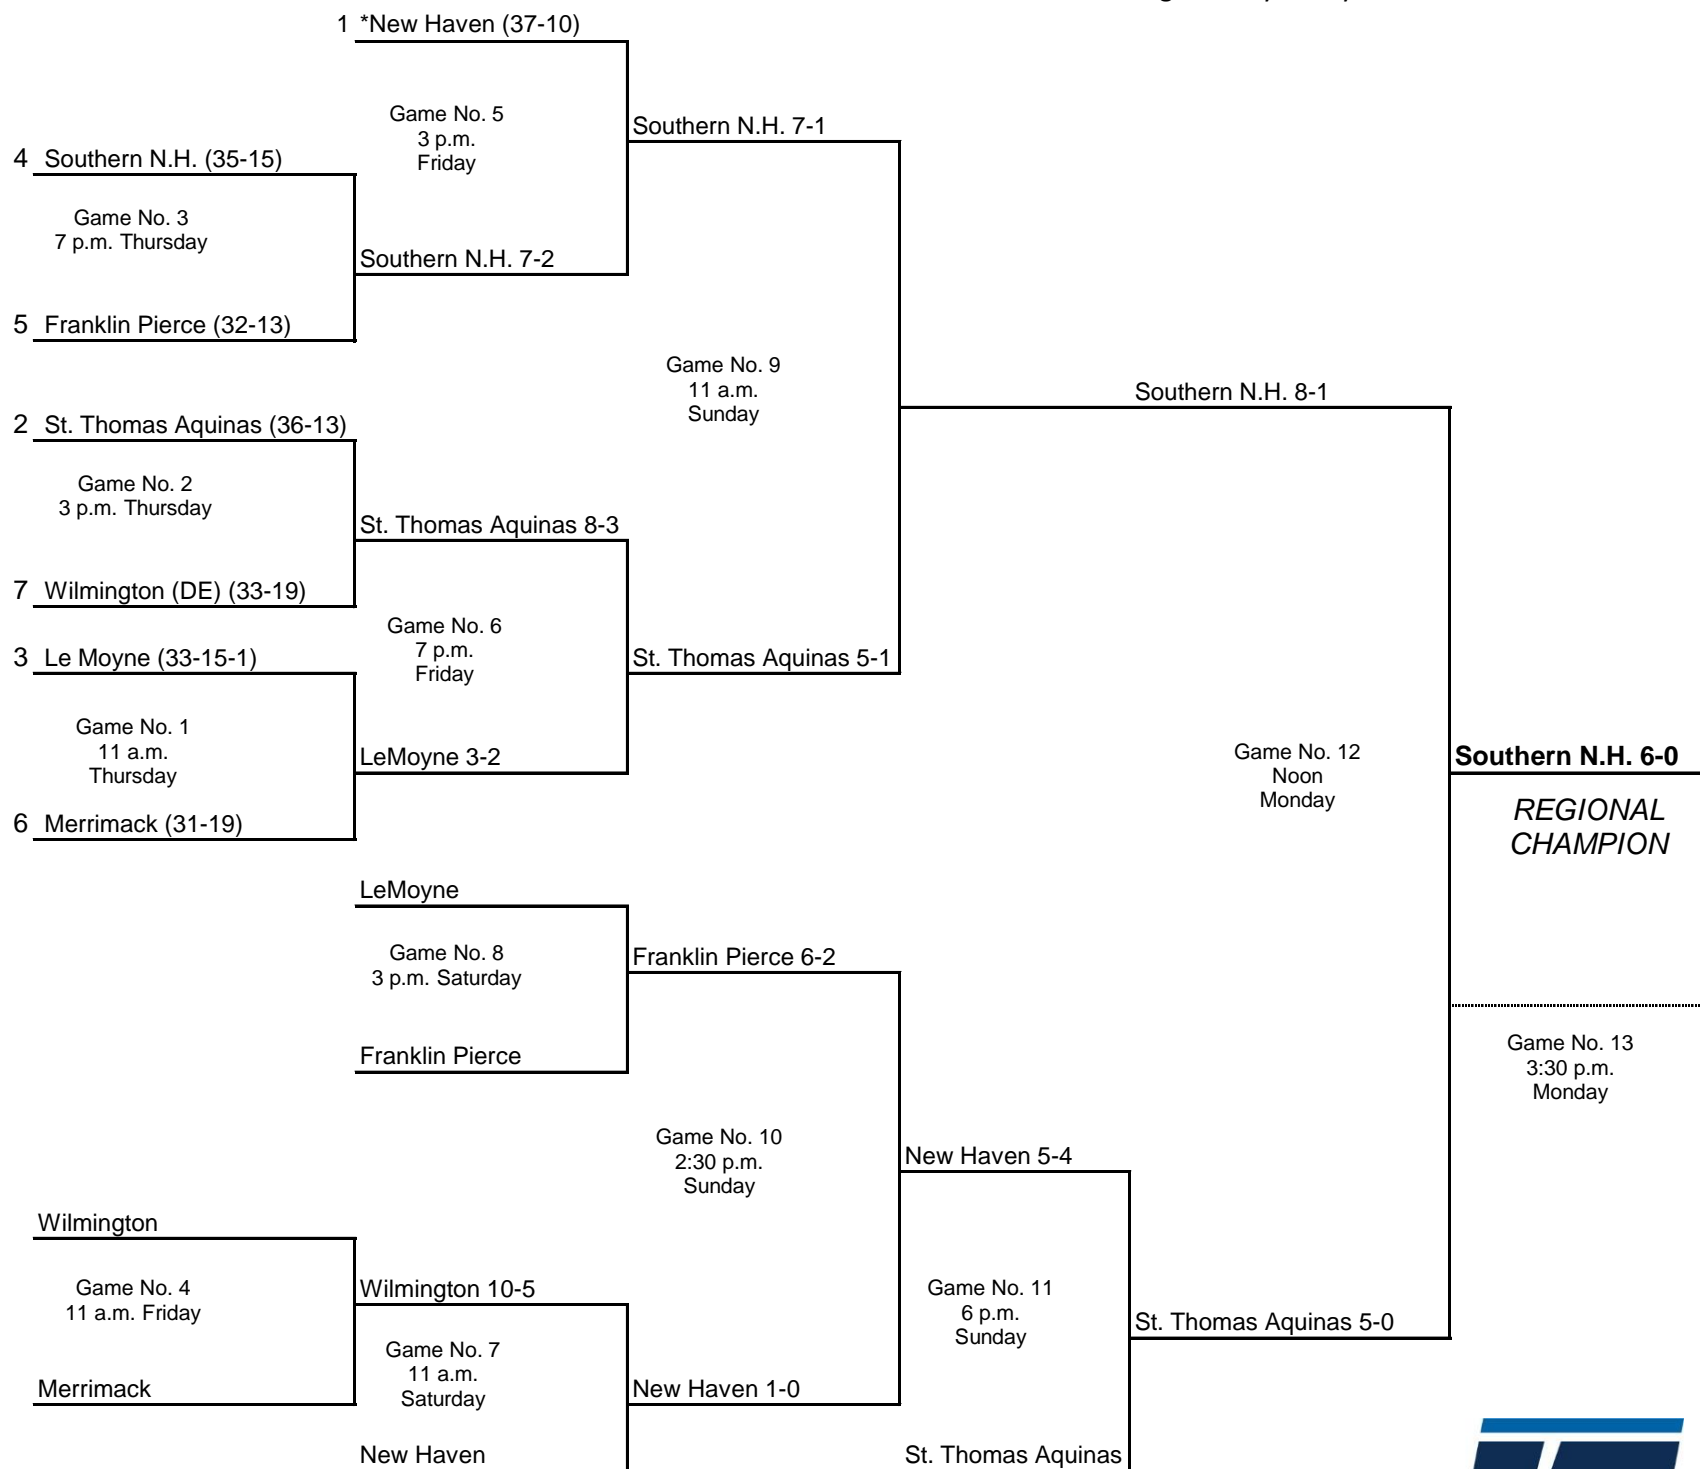 1 *New Haven (37-10)
Game No. 5
3 p.m.
Friday
Southern N.H. 7-1
4 Southern N.H. (35-15)
Game No. 3
7 p.m. Thursday
Southern N.H. 7-2
5 Franklin Pierce (32-13)
Game No. 9
11 a.m.
Sunday
Southern N.H. 8-1
2 St. Thomas Aquinas (36-13)
Game No. 2
3 p.m. Thursday
St. Thomas Aquinas 8-3
7 Wilmington (DE) (33-19)
Game No. 6
7 p.m.
Friday
St. Thomas Aquinas 5-1
3 Le Moyne (33-15-1)
Game No. 1
11 a.m.
Thursday
LeMoyne 3-2
6 Merrimack (31-19)
Game No. 12
Noon
Monday
Southern N.H. 6-0
REGIONAL
CHAMPION
LeMoyne
Game No. 8
3 p.m. Saturday
Franklin Pierce 6-2
Franklin Pierce
Game No. 13
3:30 p.m.
Monday
Game No. 10
2:30 p.m.
Sunday
New Haven 5-4
Wilmington
Game No. 4
11 a.m. Friday
Wilmington 10-5
Game No. 11
6 p.m.
Sunday
St. Thomas Aquinas 5-0
Game No. 7
11 a.m.
Saturday
Merrimack
New Haven 1-0
New Haven
St. Thomas Aquinas